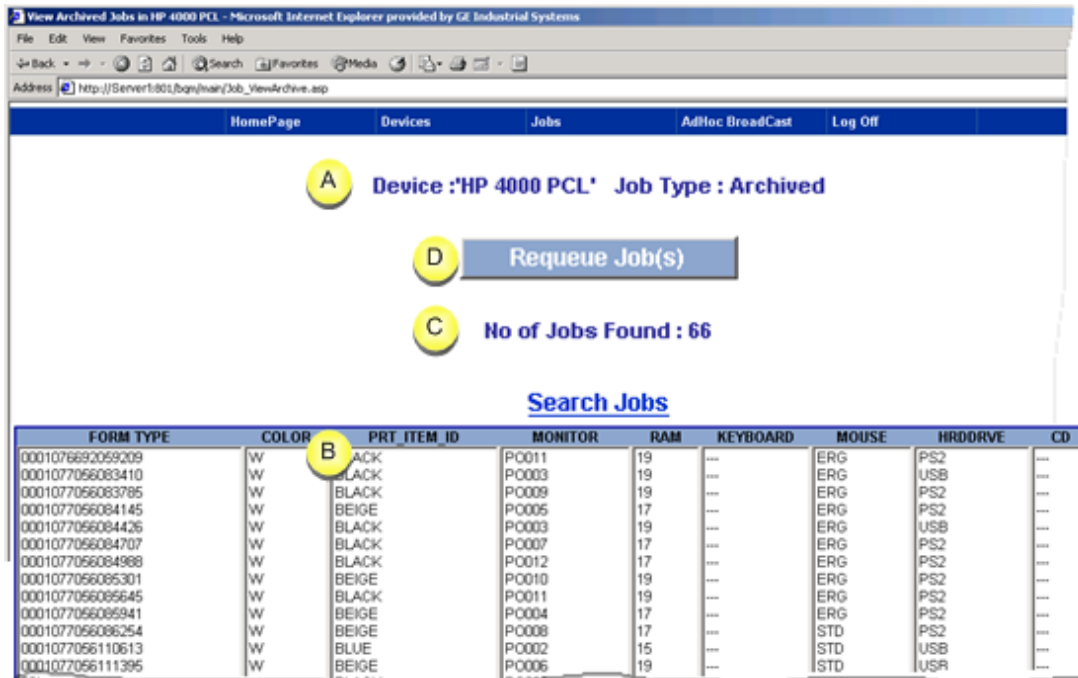 View Archived Jobs in HP 4000 PCL - Microsoft Internet Explorer provided by GE Industrial Systems
File Edit View Favorites Tools Help
Back Search Favorites Media
Address http://Server1:801/bqm/main/Job_ViewArchive.asp
HomePage Devices Jobs AdHoc BroadCast Log Off
A Device :'HP 4000 PCL' Job Type : Archived
D Requeue Job(s)
C No of Jobs Found : 66
Search Jobs
FORM TYPE COLOR PRT_ITEM_ID MONITOR RAM KEYBOARD MOUSE HRDDRVE CD
B
0001076692059209 W ACK PO011 19 --- ERG PS2 ---
0001077056083410 W BLACK PO003 19 --- ERG USB ---
0001077056083785 W BLACK PO009 19 --- ERG PS2 ---
0001077056084145 W BEIGE PO005 17 --- ERG PS2 ---
0001077056084426 W BLACK PO003 19 --- ERG USB ---
0001077056084707 W BLACK PO007 17 --- ERG PS2 ---
0001077056084988 W BLACK PO012 17 --- ERG PS2 ---
0001077056085301 W BEIGE PO010 19 --- ERG PS2 ---
0001077056085645 W BLACK PO011 19 --- ERG PS2 ---
0001077056085941 W BEIGE PO004 17 --- ERG PS2 ---
0001077056086254 W BEIGE PO008 17 --- STD PS2 ---
0001077056110613 W BLUE PO002 15 --- STD USB ---
0001077056111395 W BEIGE PO006 19 --- STD USB ---